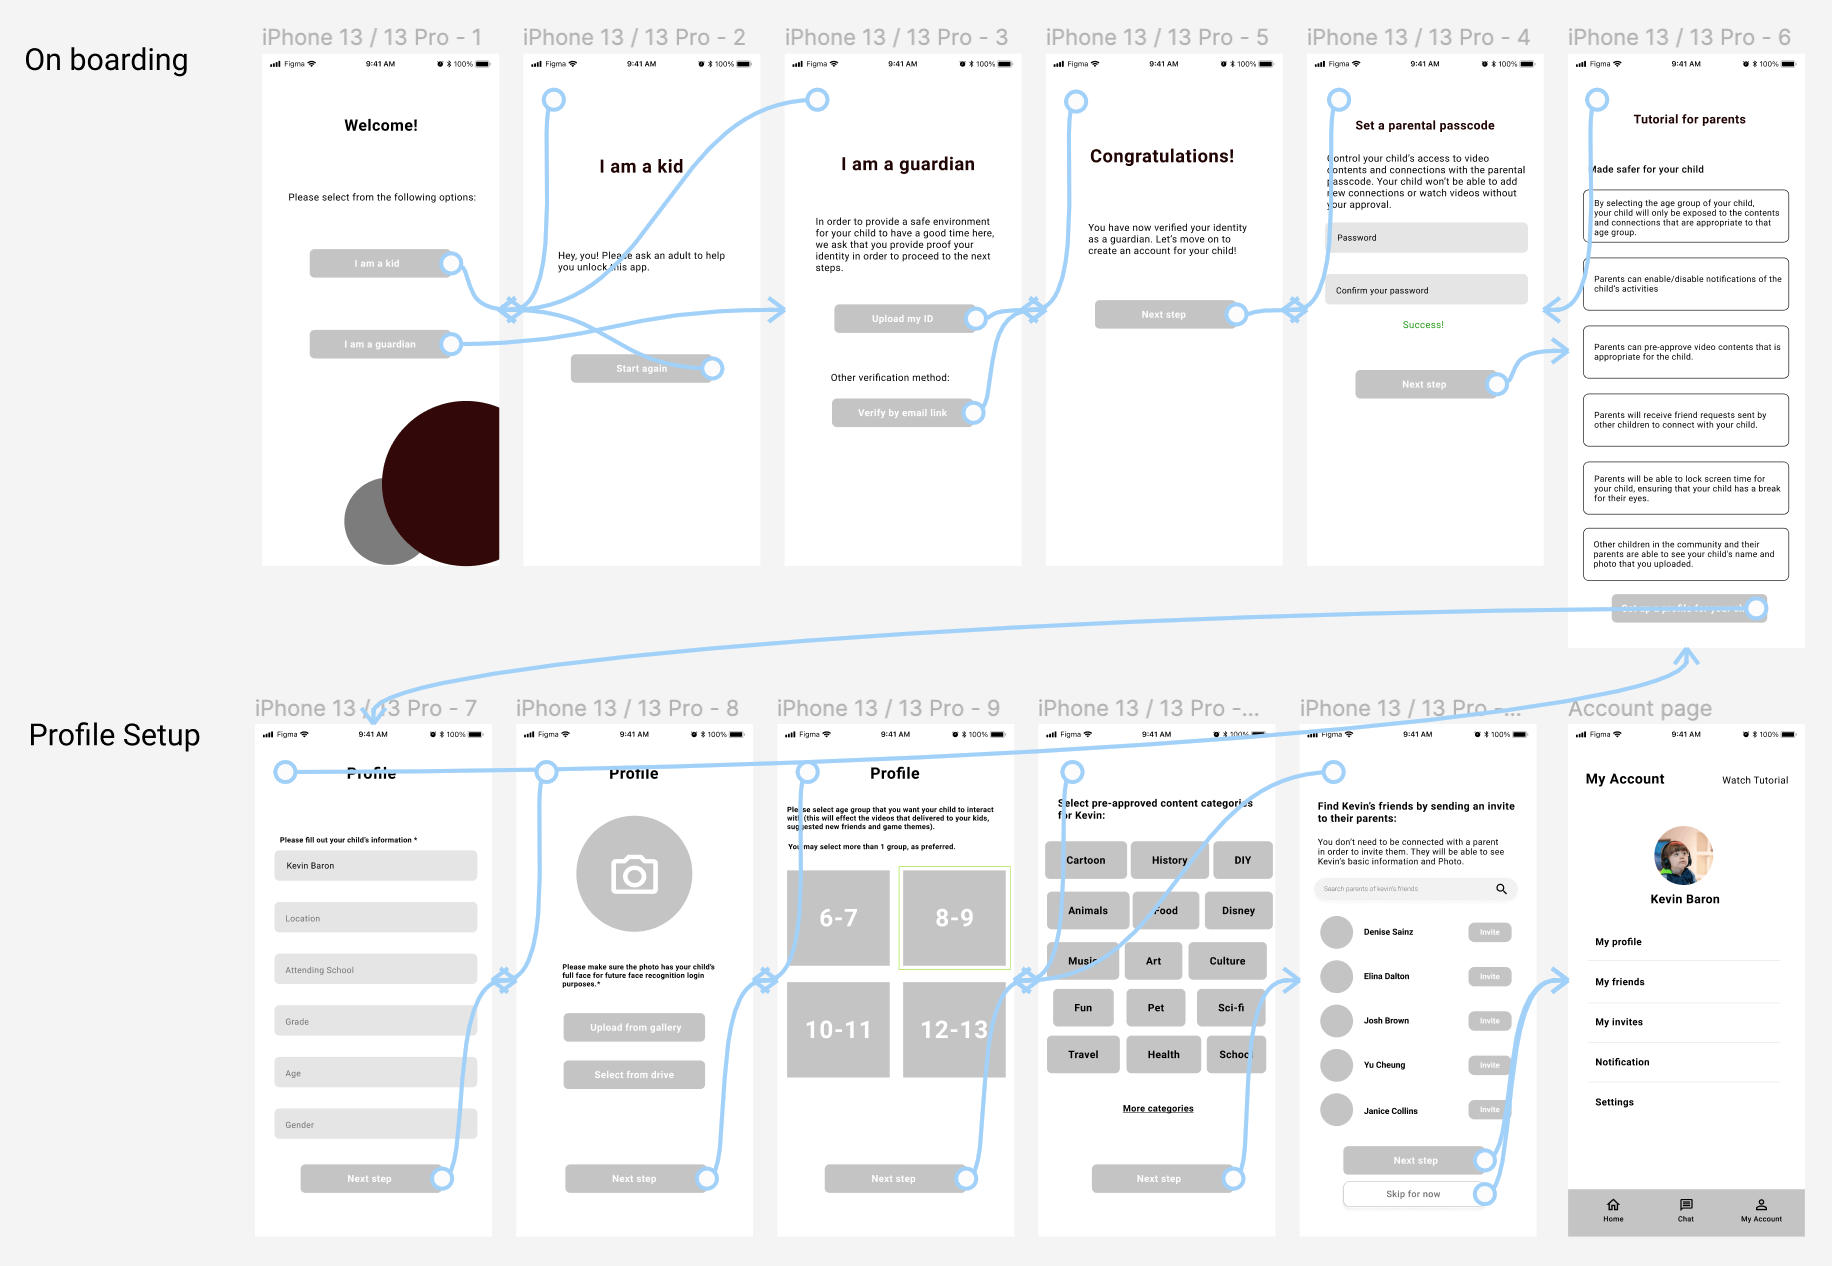 On boarding
iPhone 13 / 13 Pro - 1
Figma
9:41 AM
100%
Welcome!
Please select from the following options:
I am a kid
I am a guardian
iPhone 13 / 13 Pro - 2
Figma
9:41 AM
100%
I am a kid
Hey, you! Please ask an adult to help
you unlock this app.
Start again
iPhone 13 / 13 Pro - 3
Figma
9:41 AM
100%
I am a guardian
In order to provide a safe environment
for your child to have a good time here,
we ask that you provide proof your
identity in order to proceed to the next
steps.
Upload my ID
Other verification method:
Verify by email link
iPhone 13 / 13 Pro - 5
Figma
9:41 AM
100%
Congratulations!
You have now verified your identity
as a guardian. Let's move on to
create an account for your child!
Next step
iPhone 13 / 13 Pro - 4
Figma
9:41 AM
100%
Set a parental passcode
Control your child's access to video
contents and connections with the parental
passcode. Your child won't be able to add
new connections or watch videos without
your approval.
Password
Confirm your password
Success!
Next step
iPhone 13 / 13 Pro - 6
Figma
9:41 AM
100%
Tutorial for parents
Made safer for your child
By selecting the age group of your child,
your child will only be exposed to the contents
and connections that are appropriate to that
age group.
Parents can enable/disable notifications of the
child's activities
Parents can pre-approve video contents that is
appropriate for the child.
Parents will receive friend requests sent by
other children to connect with your child.
Parents will be able to lock screen time for
your child, ensuring that your child has a break
for their eyes.
Other children in the community and their
parents are able to see your child's name and
photo that you uploaded.
Set up a profile for your
Profile Setup
iPhone 13 / 13 Pro - 7
Figma
9:41 AM
100%
Profile
Please fill out your child's information *
Kevin Baron
Location
Attending School
Grade
Age
Gender
Next step
iPhone 13 / 13 Pro - 8
Figma
9:41 AM
100%
Profile
Please make sure the photo has your child's
full face for future face recognition login
purposes.*
Upload from gallery
Select from drive
Next step
iPhone 13 / 13 Pro - 9
Figma
9:41 AM
100%
Profile
Please select age group that you want your child to interact
with (this will effect the videos that delivered to your kids,
suggested new friends and game themes).
You may select more than 1 group, as preferred.
6-7
8-9
10-11
12-13
Next step
iPhone 13 / 13 Pro -...
Figma
9:41 AM
100%
Select pre-approved content categories
for Kevin:
Cartoon
History
DIY
Animals
Food
Disney
Music
Art
Culture
Fun
Pet
Sci-fi
Travel
Health
School
More categories
Next step
iPhone 13 / 13 Pro -...
Figma
9:41 AM
100%
Find Kevin's friends by sending an invite
to their parents:
You don't need to be connected with a parent
in order to invite them. They will be able to see
Kevin's basic information and Photo.
Search parents of kevin's friends
Denise Sainz
Invite
Elina Dalton
Invite
Josh Brown
Invite
Yu Cheung
Invite
Janice Collins
Invite
Next step
Skip for now
Account page
Figma
9:41 AM
100%
My Account
Watch Tutorial
Kevin Baron
My profile
My friends
My invites
Notification
Settings
Home
Chat
My Account